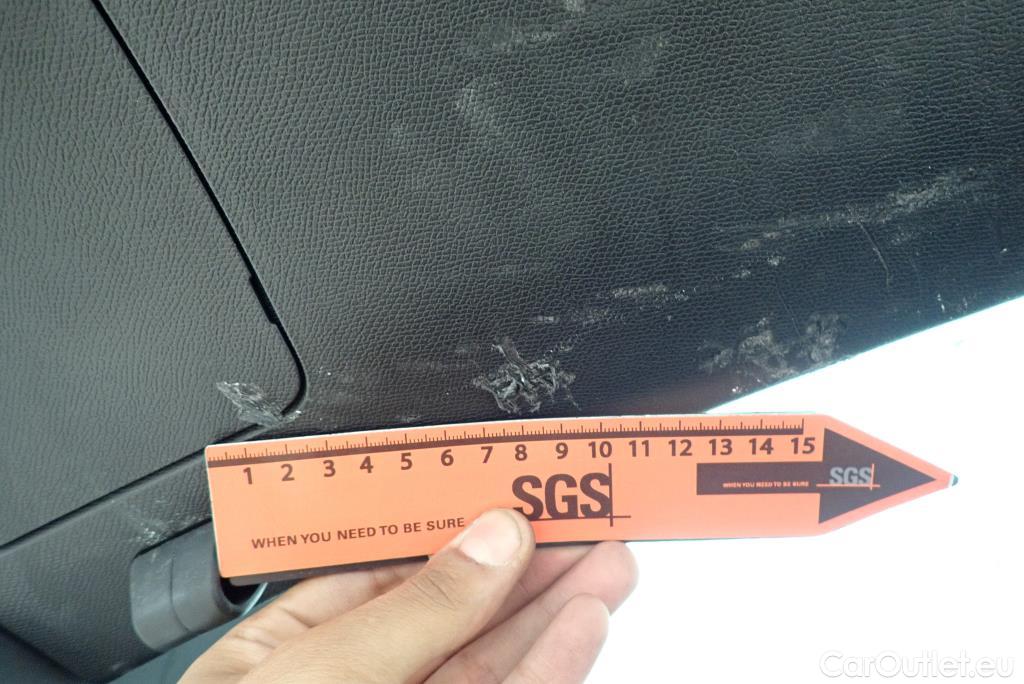 1 2 3 4 5 6 7 8 9 10 11 12 13 14 15
SGS
WHEN YOU NEED TO BE SURE
WHEN YOU NEED TO BE SURE
SGS
CarOutlet.eu